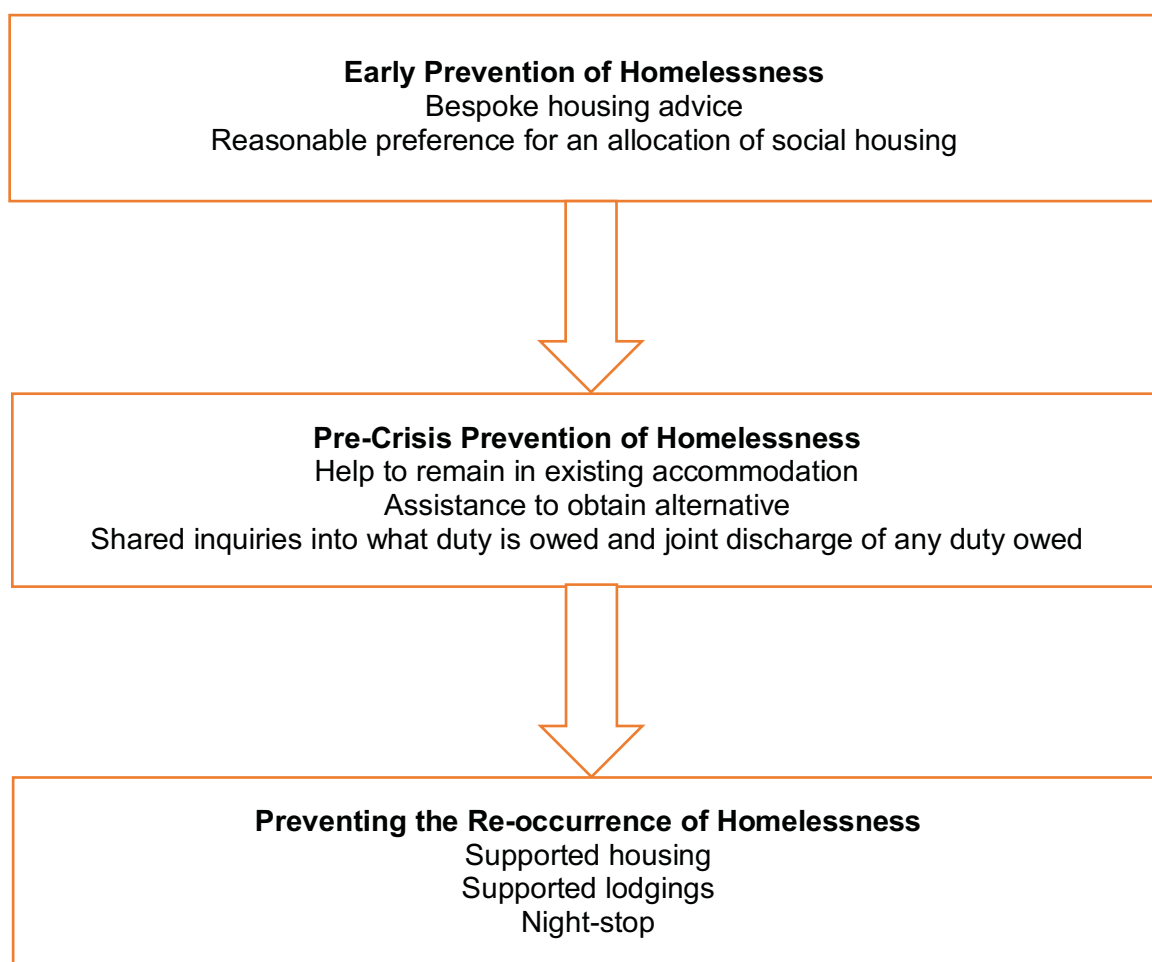 Early Prevention of Homelessness
Bespoke housing advice
Reasonable preference for an allocation of social housing
Pre-Crisis Prevention of Homelessness
Help to remain in existing accommodation
Assistance to obtain alternative
Shared inquiries into what duty is owed and joint discharge of any duty owed
Preventing the Re-occurrence of Homelessness
Supported housing
Supported lodgings
Night-stop